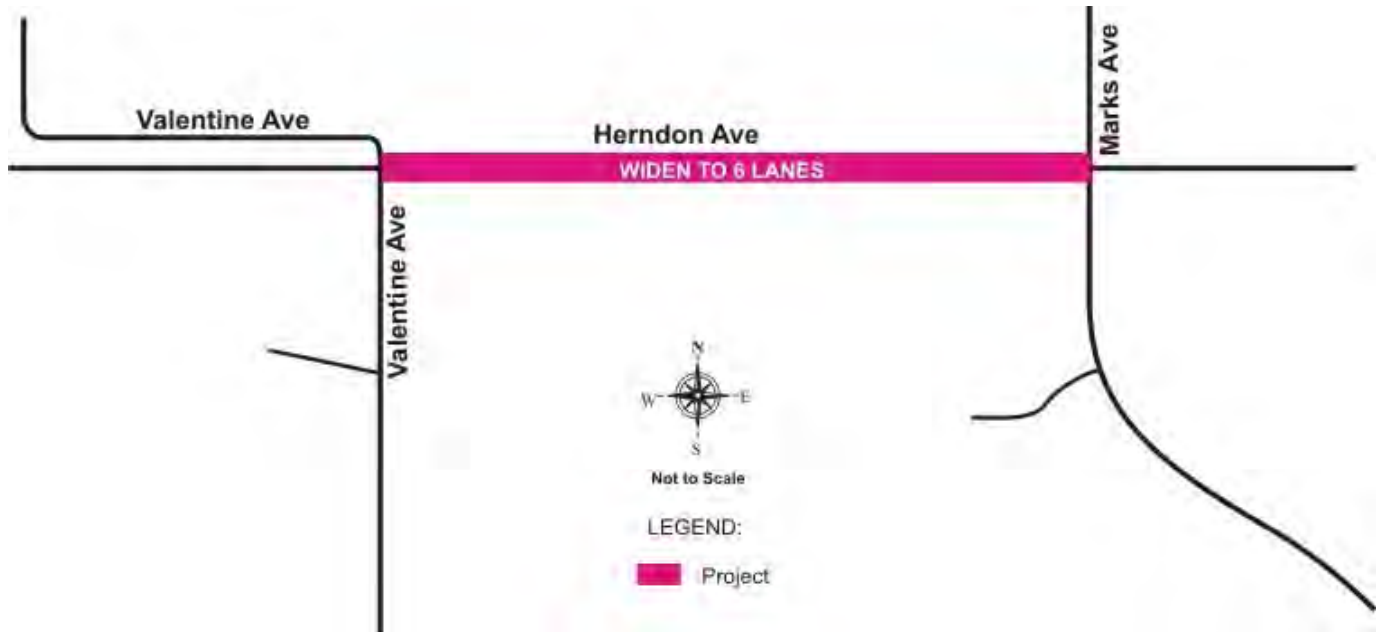 Valentine Ave
Herndon Ave
Marks Ave
WIDEN TO 6 LANES
Valentine Ave
N
W
E
S
Not to Scale
LEGEND:
Project